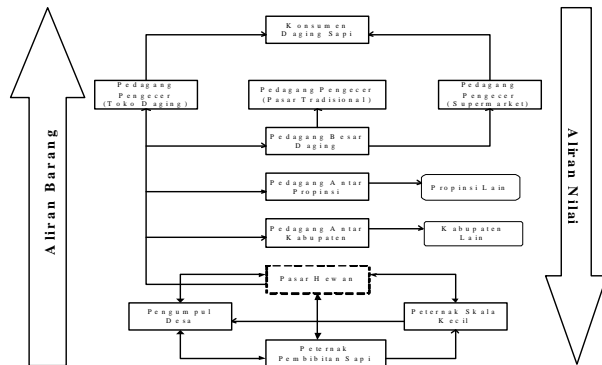 Konsumen
Daging Sapi
Pedagang
Pengecer
(Toko Daging)
Pedagang Pengecer
(Pasar Tradisional)
Pedagang
Pengecer
(Supermarket)
Pedagang Besar
Daging
Pedagang Antar
Propinsi
Propinsi Lain
Pedagang Antar
Kabupaten
Kabupaten
Lain
Pasar Hewan
Pengumpul
Desa
Peternak Skala
Kecil
Peternak
Pembibitan Sapi
Aliran Barang
Aliran Nilai